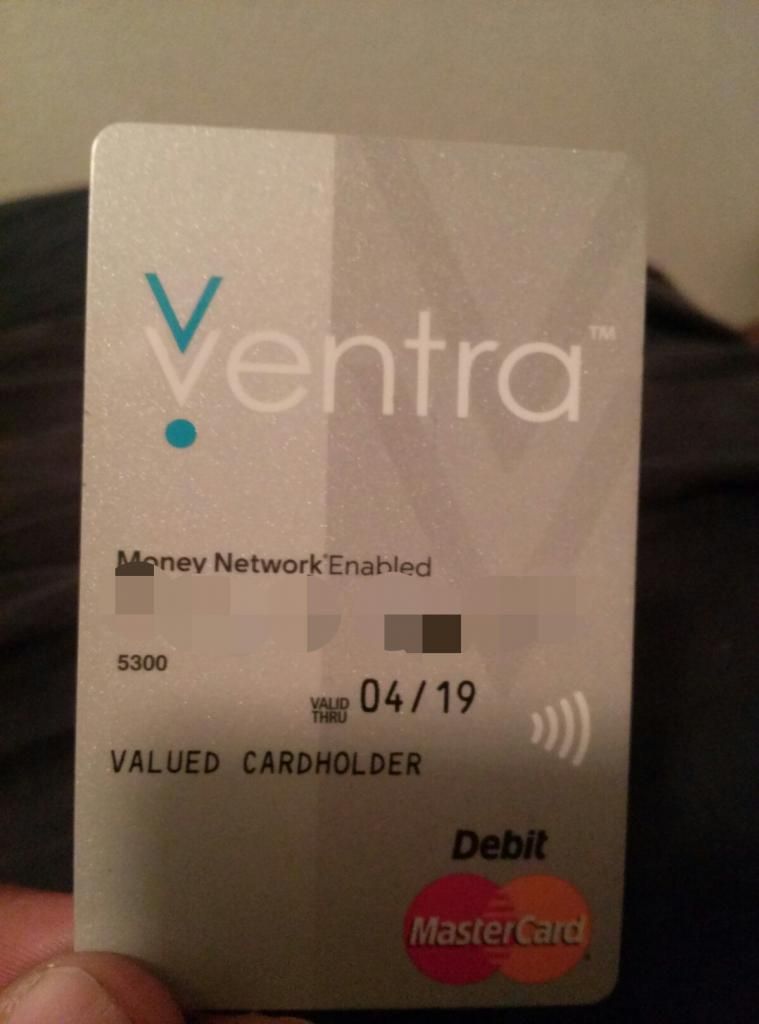 Ventra™
Money Network® Enabled
5300
VALID THRU 04/19
VALUED CARDHOLDER
Debit
MasterCard